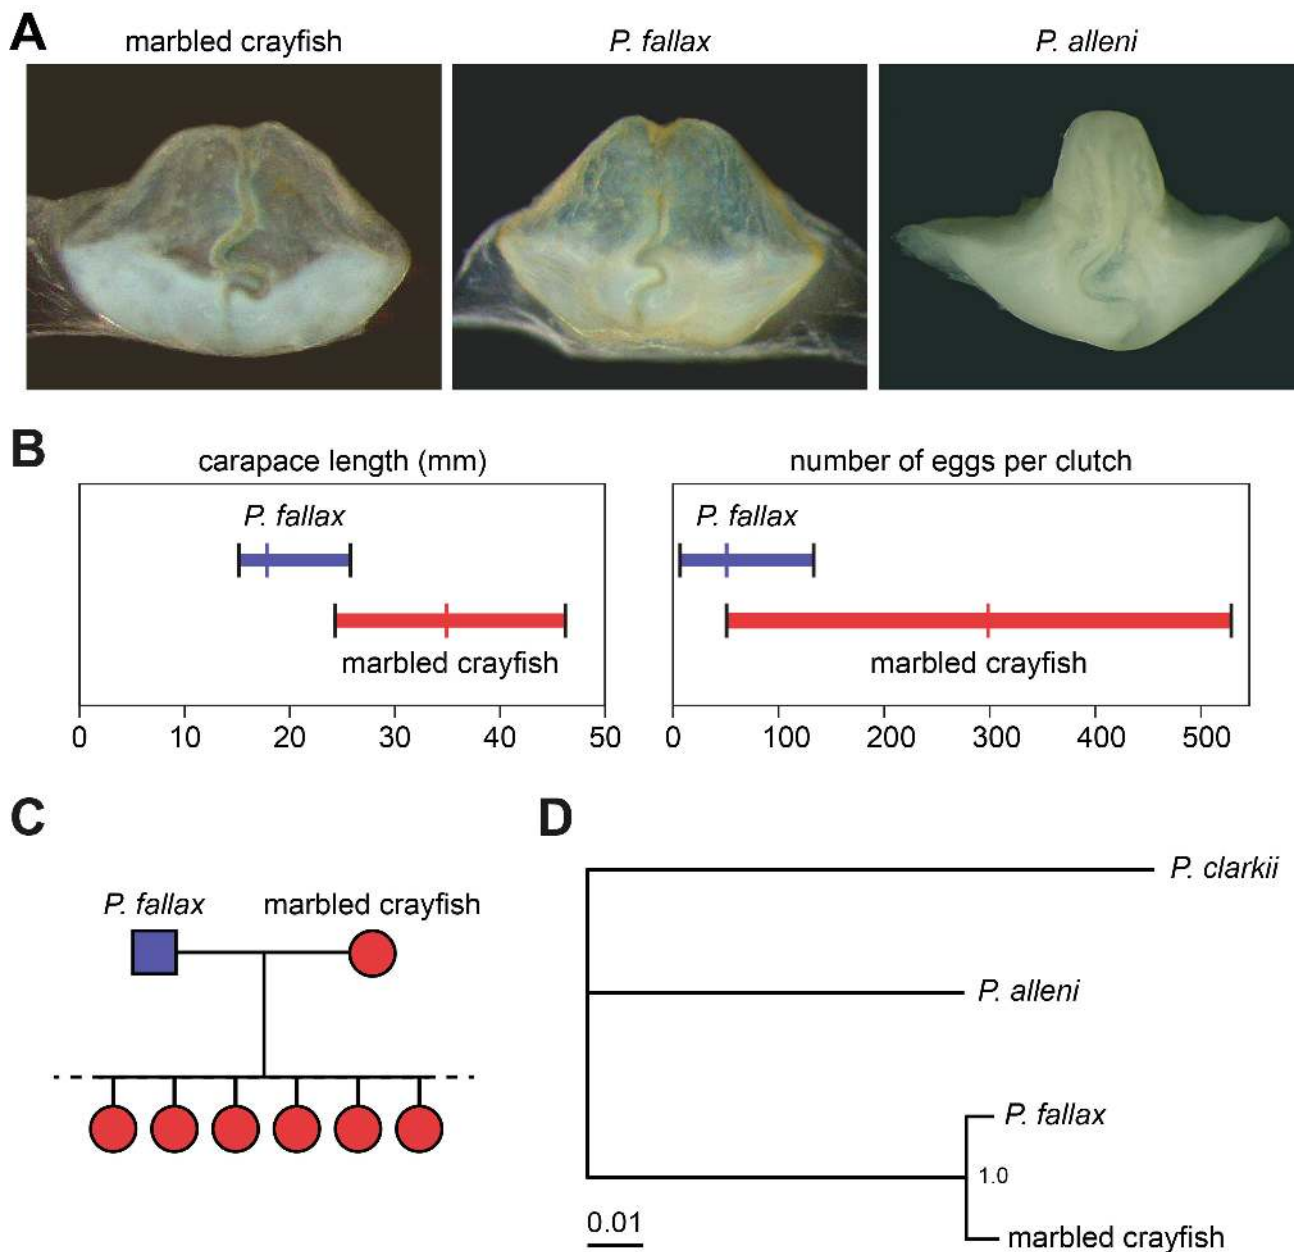 A
marbled crayfish P. fallax P. alleni
B
carapace length (mm) number of eggs per clutch
P. fallax P. fallax
marbled crayfish marbled crayfish
0 10 20 30 40 50 0 100 200 300 400 500
C D
P. clarkii
P. fallax marbled crayfish
P. alleni
P. fallax
1.0
0.01
marbled crayfish